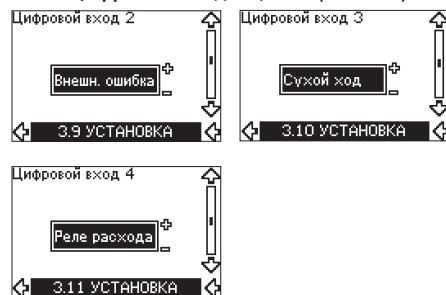 Цифровой вход 2
Внешн. ошибка
3.9 УСТАНОВКА
Цифровой вход 3
Сухой ход
3.10 УСТАНОВКА
Цифровой вход 4
Реле расхода
3.11 УСТАНОВКА